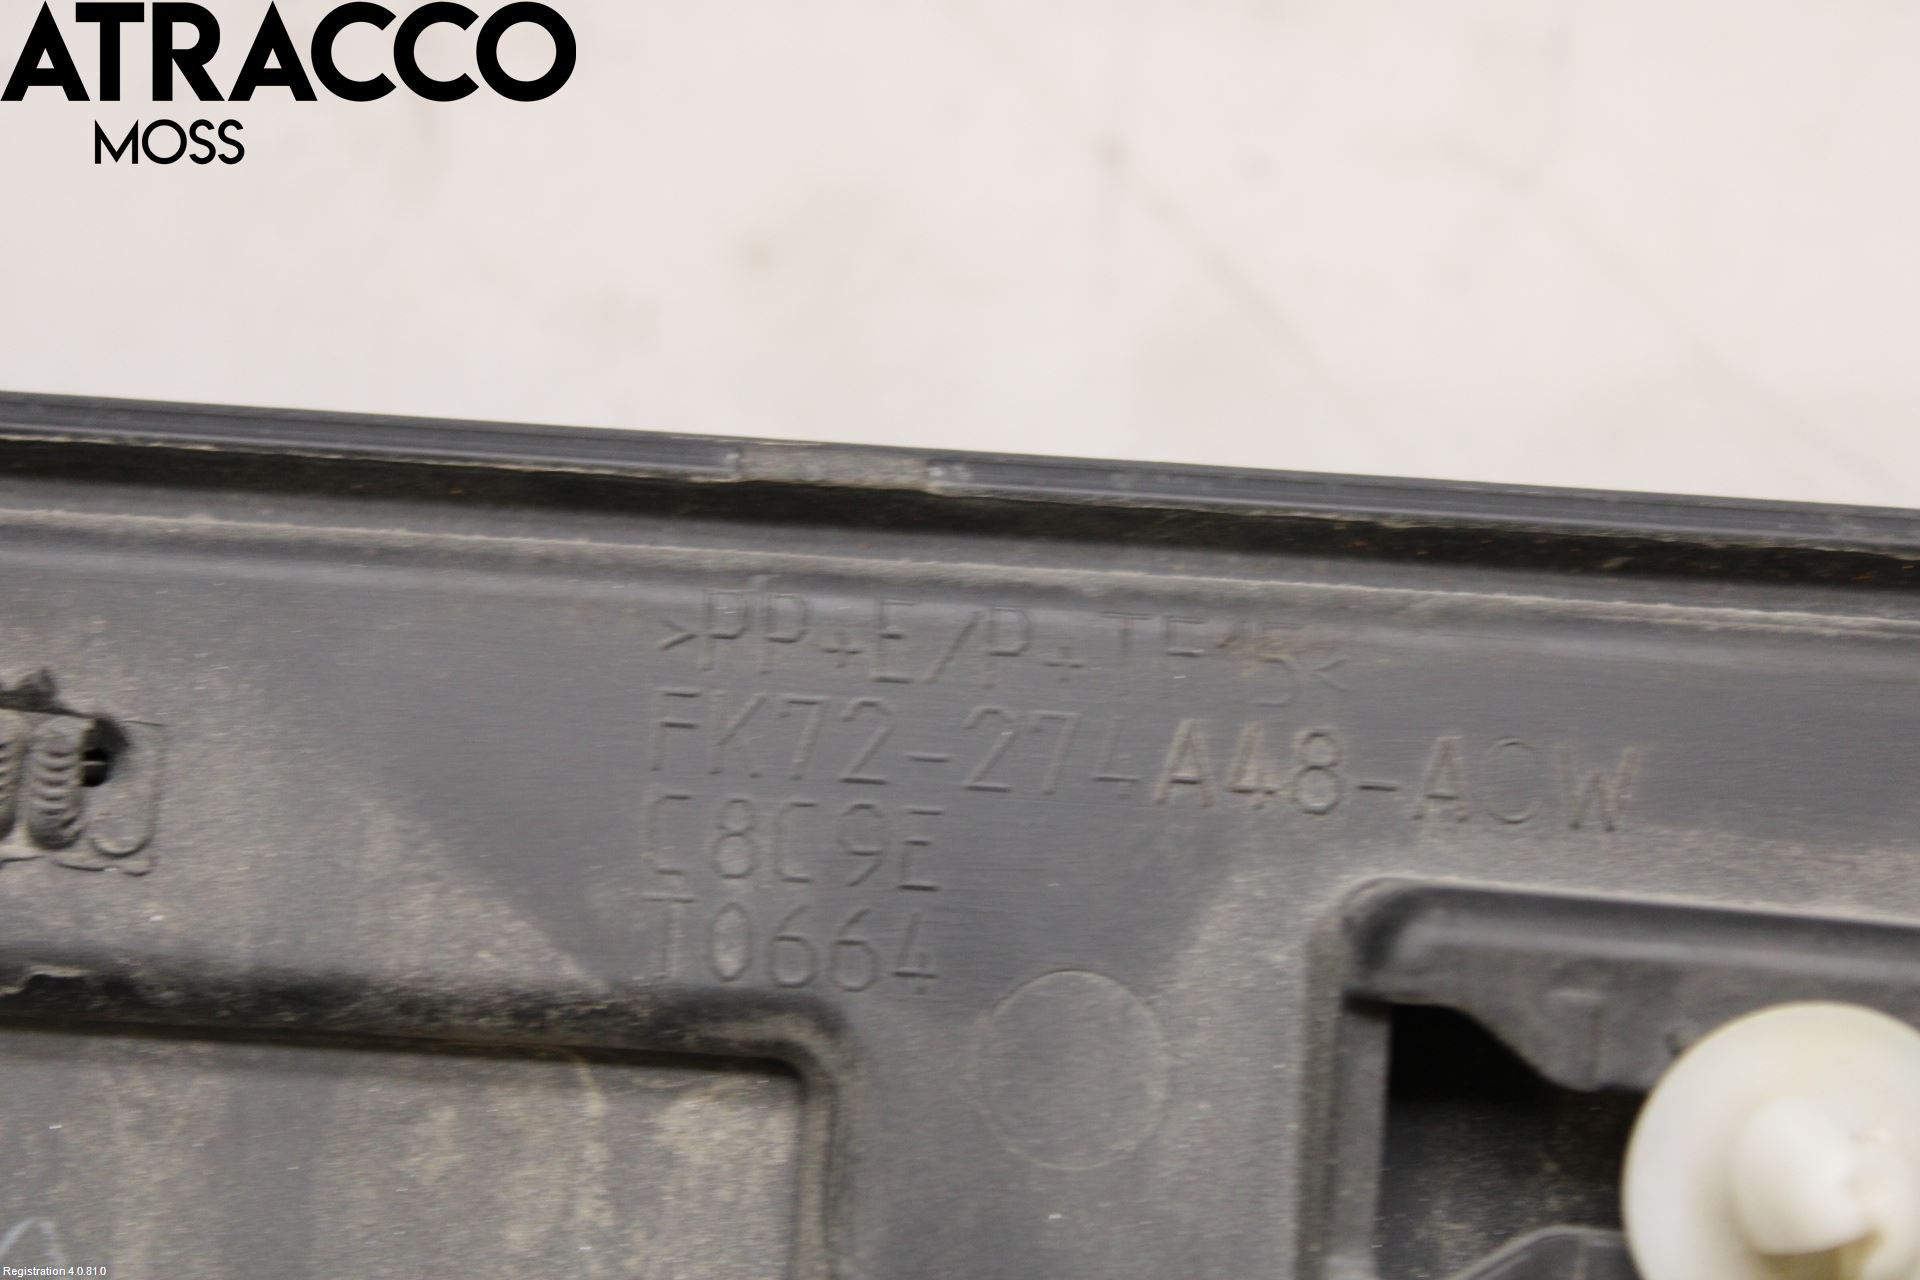 ATRACCO
MOSS
>PP+E/P+TF15<
FK72-274A48-ACW
C8C9E
T0664
Registration 4.0.81.0